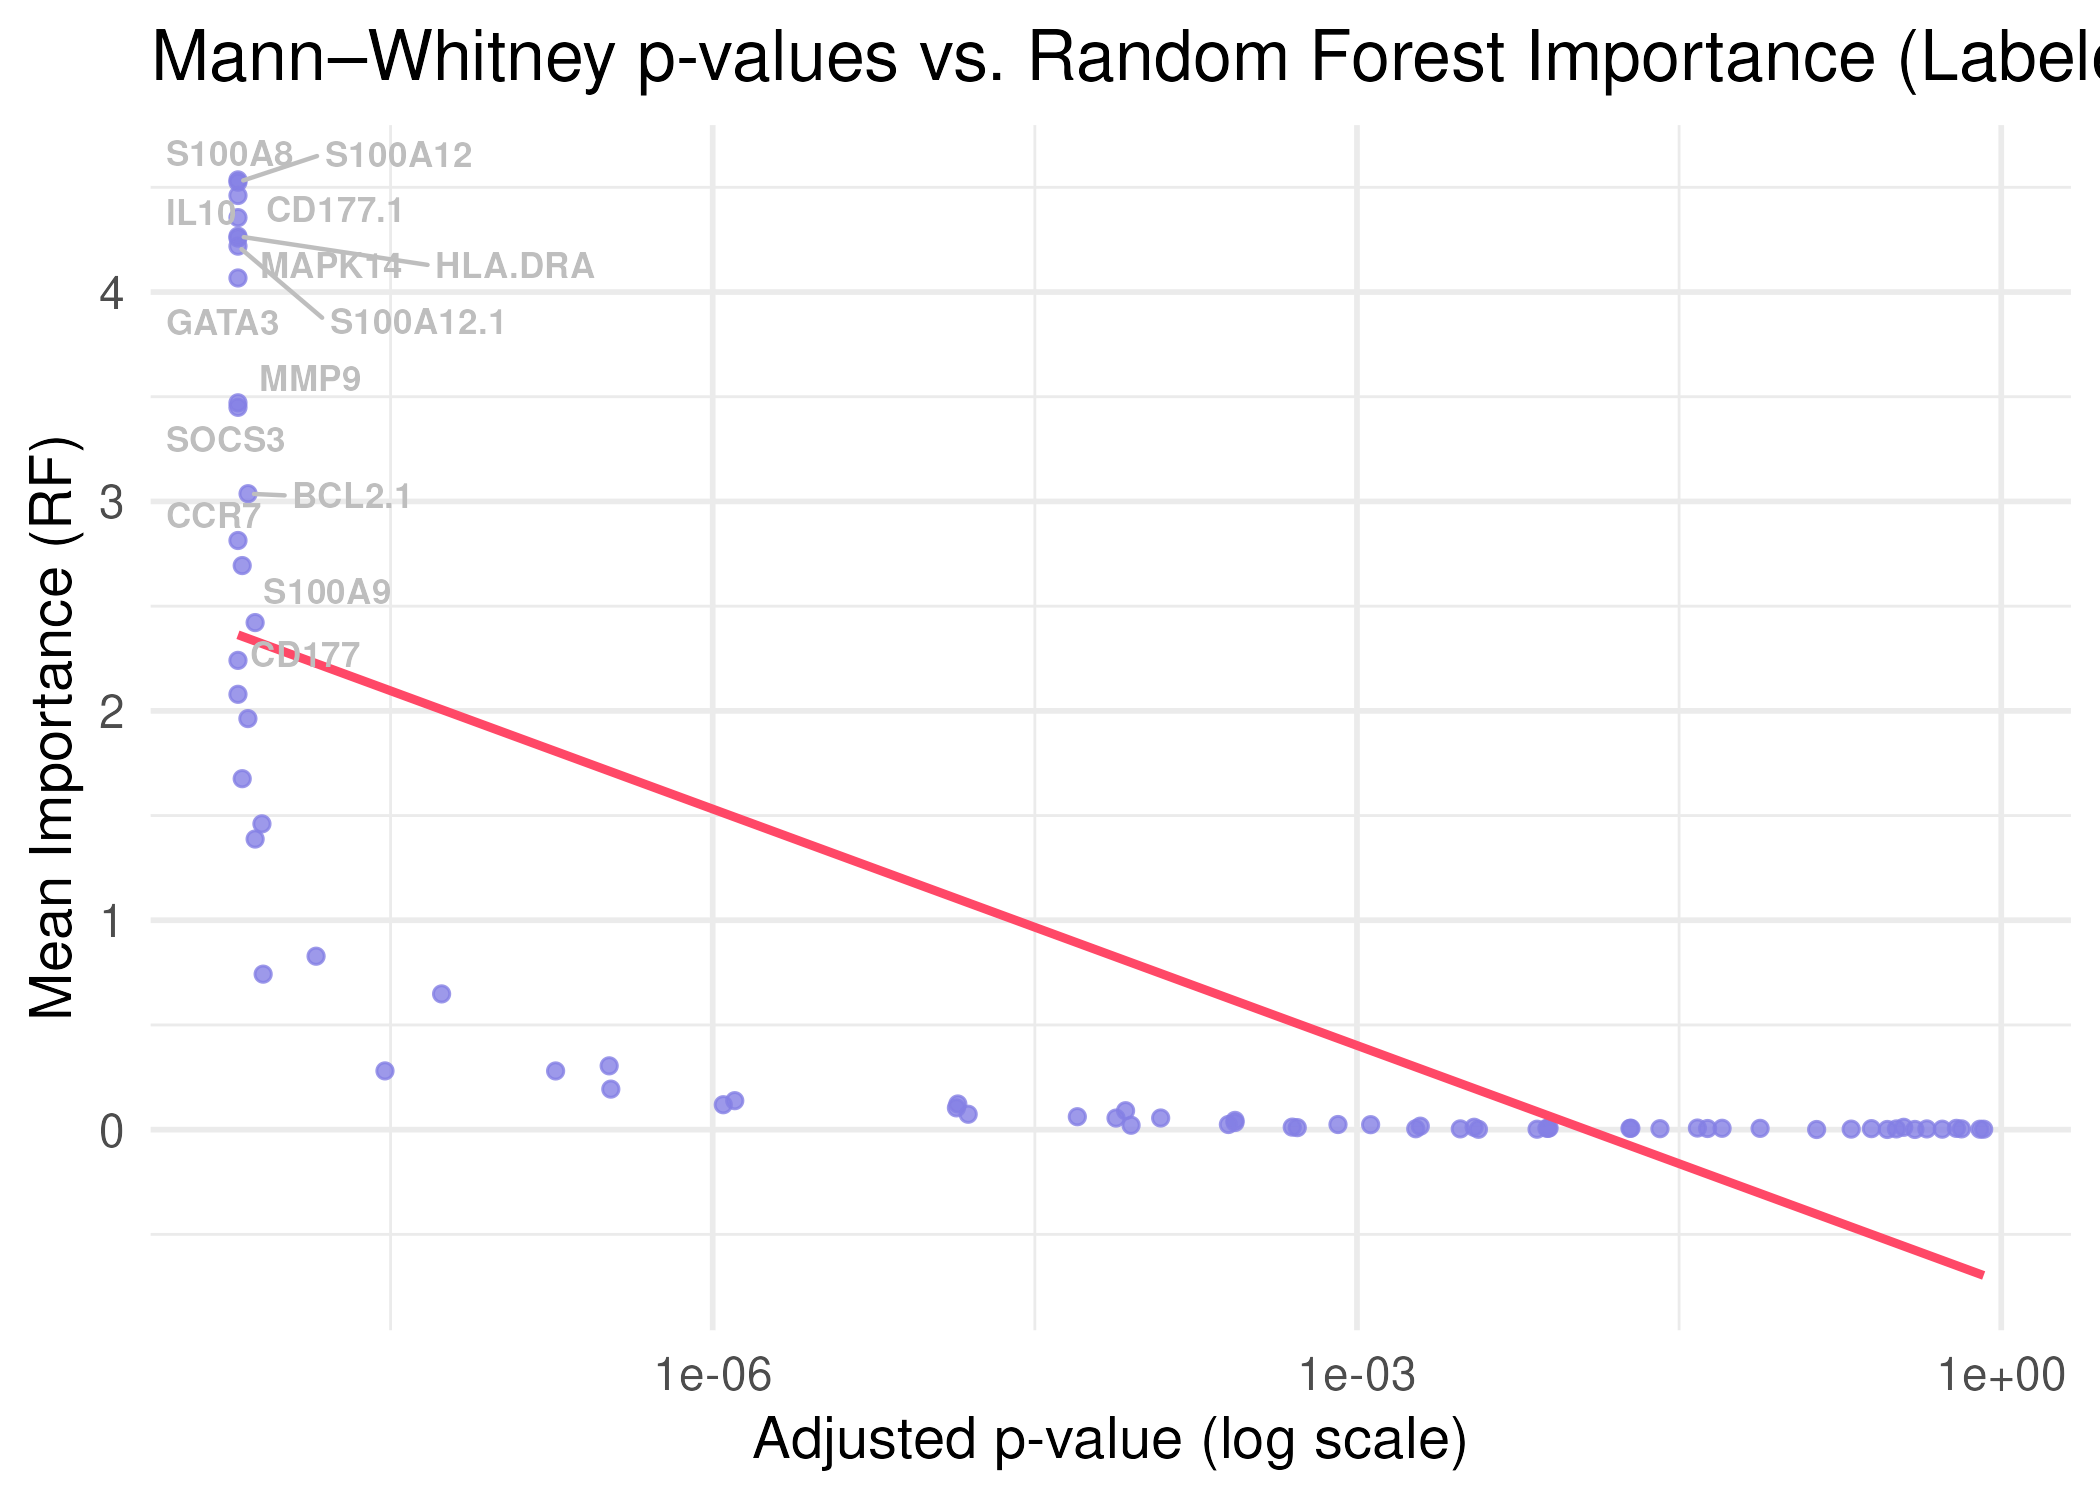 Mann–Whitney p-values vs. Random Forest Importance (Label
S100A8
S100A12
IL10
CD177.1
MAPK14
HLA.DRA
GATA3
S100A12.1
MMP9
SOCS3
BCL2.1
CCR7
S100A9
CD177
4
3
2
1
0
Mean Importance (RF)
1e-06
1e-03
1e+00
Adjusted p-value (log scale)